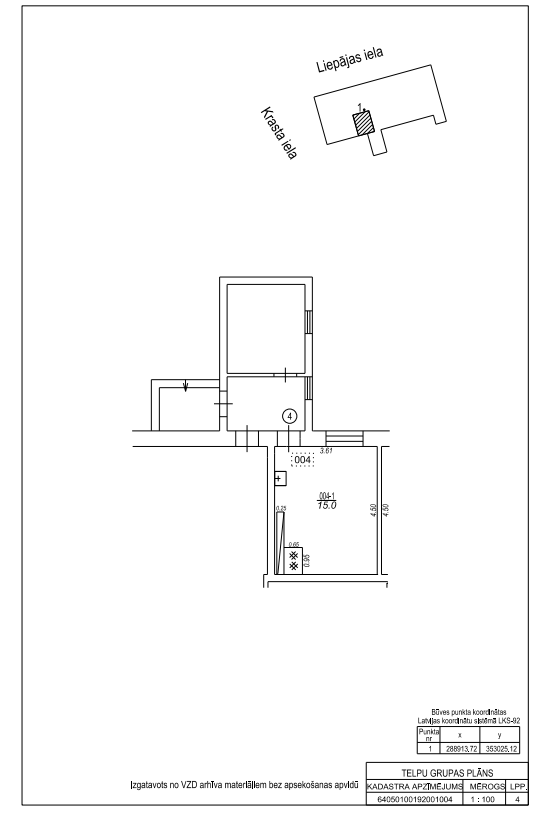 Liepājas iela
Krasta iela
1.
4
3.61
004
004-1
15.0
0.25
4.50
4.50
0.65
0.95
Būves punkta koordinātas
Latvijas koordinātu sistēmā LKS-92
Punkta nr x y
1 288913,72 353025,12
TELPU GRUPAS PLĀNS
Izgatavots no VZD arhīva materiāliem bez apsekošanas apvidū
KADASTRA APZĪMĒJUMS MĒROGS LPP.
64050100192001004 1 : 100 4